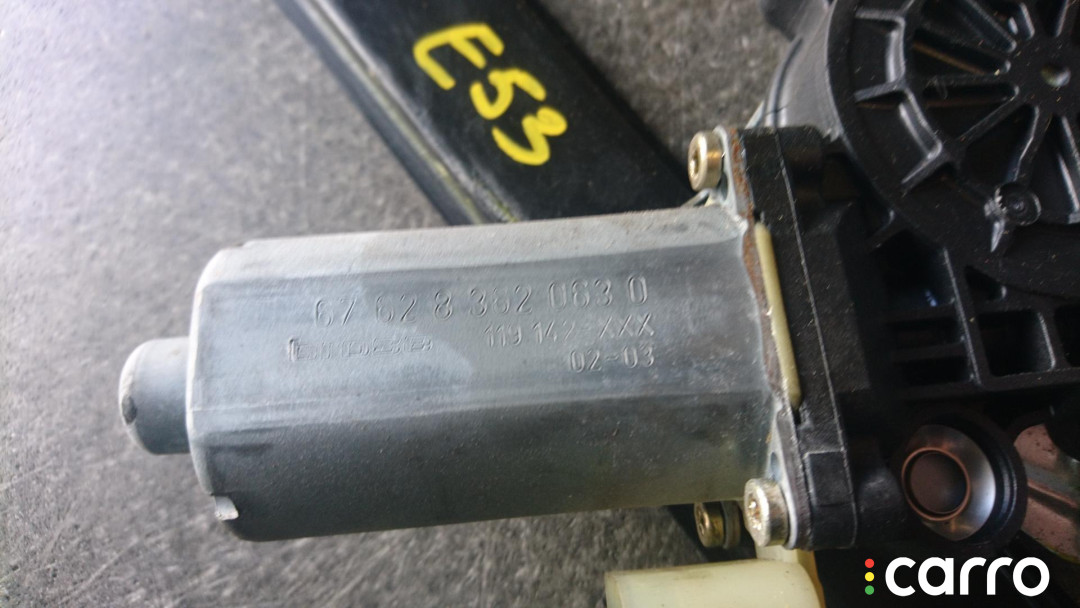 E53
67 62 8 362 063 0
119 142-XXX
02-03
carro